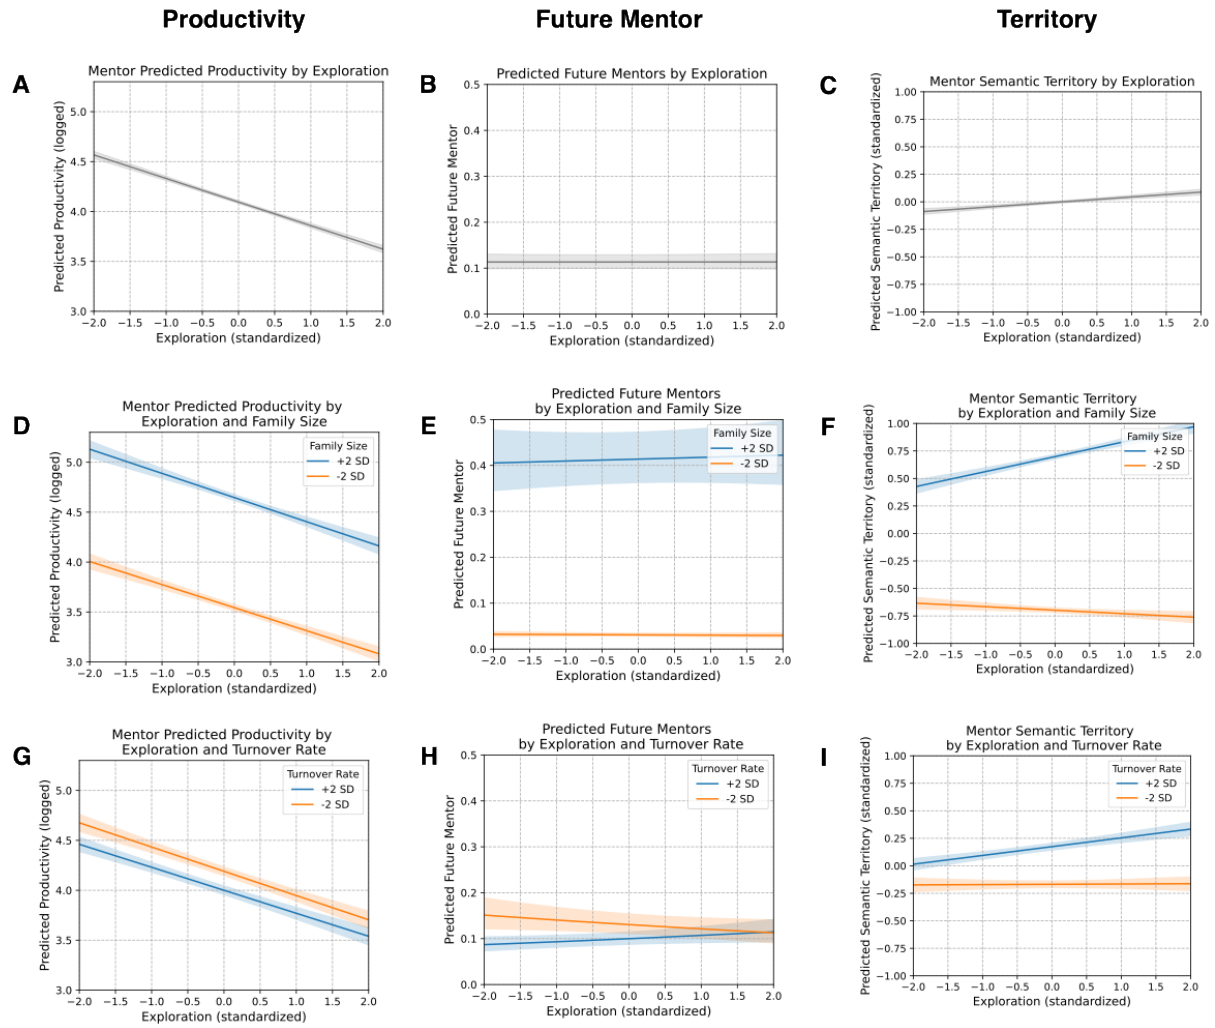 Productivity
Future Mentor
Territory
A
Mentor Predicted Productivity by Exploration
Predicted Productivity (logged)
5.0
4.5
4.0
3.5
3.0
−2.0 −1.5 −1.0 −0.5 0.0 0.5 1.0 1.5 2.0
Exploration (standardized)
B
Predicted Future Mentors by Exploration
Predicted Future Mentor
0.5
0.4
0.3
0.2
0.1
0.0
−2.0 −1.5 −1.0 −0.5 0.0 0.5 1.0 1.5 2.0
Exploration (standardized)
C
Mentor Semantic Territory by Exploration
Predicted Semantic Territory (standardized)
1.00
0.75
0.50
0.25
0.00
−0.25
−0.50
−0.75
−1.00
−2.0 −1.5 −1.0 −0.5 0.0 0.5 1.0 1.5 2.0
Exploration (standardized)
D
Mentor Predicted Productivity by
Exploration and Family Size
Predicted Productivity (logged)
5.0
4.5
4.0
3.5
3.0
Family Size
+2 SD
-2 SD
−2.0 −1.5 −1.0 −0.5 0.0 0.5 1.0 1.5 2.0
Exploration (standardized)
E
Predicted Future Mentors
by Exploration and Family Size
Predicted Future Mentor
0.5
0.4
0.3
0.2
0.1
0.0
Family Size
+2 SD
-2 SD
−2.0 −1.5 −1.0 −0.5 0.0 0.5 1.0 1.5 2.0
Exploration (standardized)
F
Mentor Semantic Territory
by Exploration and Family Size
Predicted Semantic Territory (standardized)
1.00
0.75
0.50
0.25
0.00
−0.25
−0.50
−0.75
−1.00
Family Size
+2 SD
-2 SD
−2.0 −1.5 −1.0 −0.5 0.0 0.5 1.0 1.5 2.0
Exploration (standardized)
G
Mentor Predicted Productivity by
Exploration and Turnover Rate
Predicted Productivity (logged)
5.0
4.5
4.0
3.5
3.0
Turnover Rate
+2 SD
-2 SD
−2.0 −1.5 −1.0 −0.5 0.0 0.5 1.0 1.5 2.0
Exploration (standardized)
H
Predicted Future Mentors
by Exploration and Turnover Rate
Predicted Future Mentor
0.5
0.4
0.3
0.2
0.1
0.0
Turnover Rate
+2 SD
-2 SD
−2.0 −1.5 −1.0 −0.5 0.0 0.5 1.0 1.5 2.0
Exploration (standardized)
I
Mentor Semantic Territory
by Exploration and Turnover Rate
Predicted Semantic Territory (standardized)
1.00
0.75
0.50
0.25
0.00
−0.25
−0.50
−0.75
−1.00
Turnover Rate
+2 SD
-2 SD
−2.0 −1.5 −1.0 −0.5 0.0 0.5 1.0 1.5 2.0
Exploration (standardized)